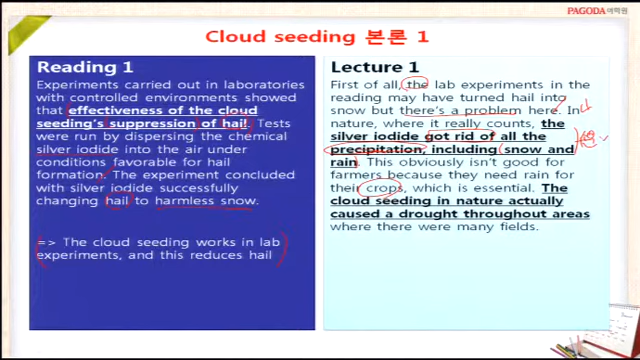 PAGODA 어학원
Cloud seeding 본론 1
Reading 1
Experiments carried out in laboratories
with controlled environments showed
that effectiveness of the cloud
seeding's suppression of hail. Tests
were run by dispersing the chemical
silver iodide into the air under
conditions favorable for hail
formation. The experiment concluded
with silver iodide successfully
changing hail to harmless snow.
=> The cloud seeding works in lab
experiments, and this reduces hail
Lecture 1
First of all, the lab experiments in the
reading may have turned hail into
snow but there's a problem here. In
nature, where it really counts, the
silver iodide got rid of all the
precipitation, including snow and
rain. This obviously isn't good for
farmers because they need rain for
their crops, which is essential. The
cloud seeding in nature actually
caused a drought throughout areas
where there were many fields.